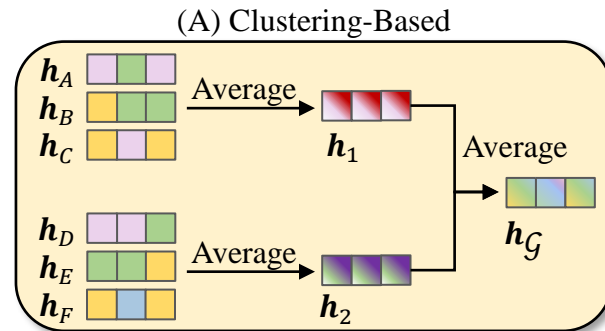 (A) Clustering-Based
h_A
h_B
h_C
Average
h_1
Average
h_𝒢
h_D
h_E
h_F
Average
h_2